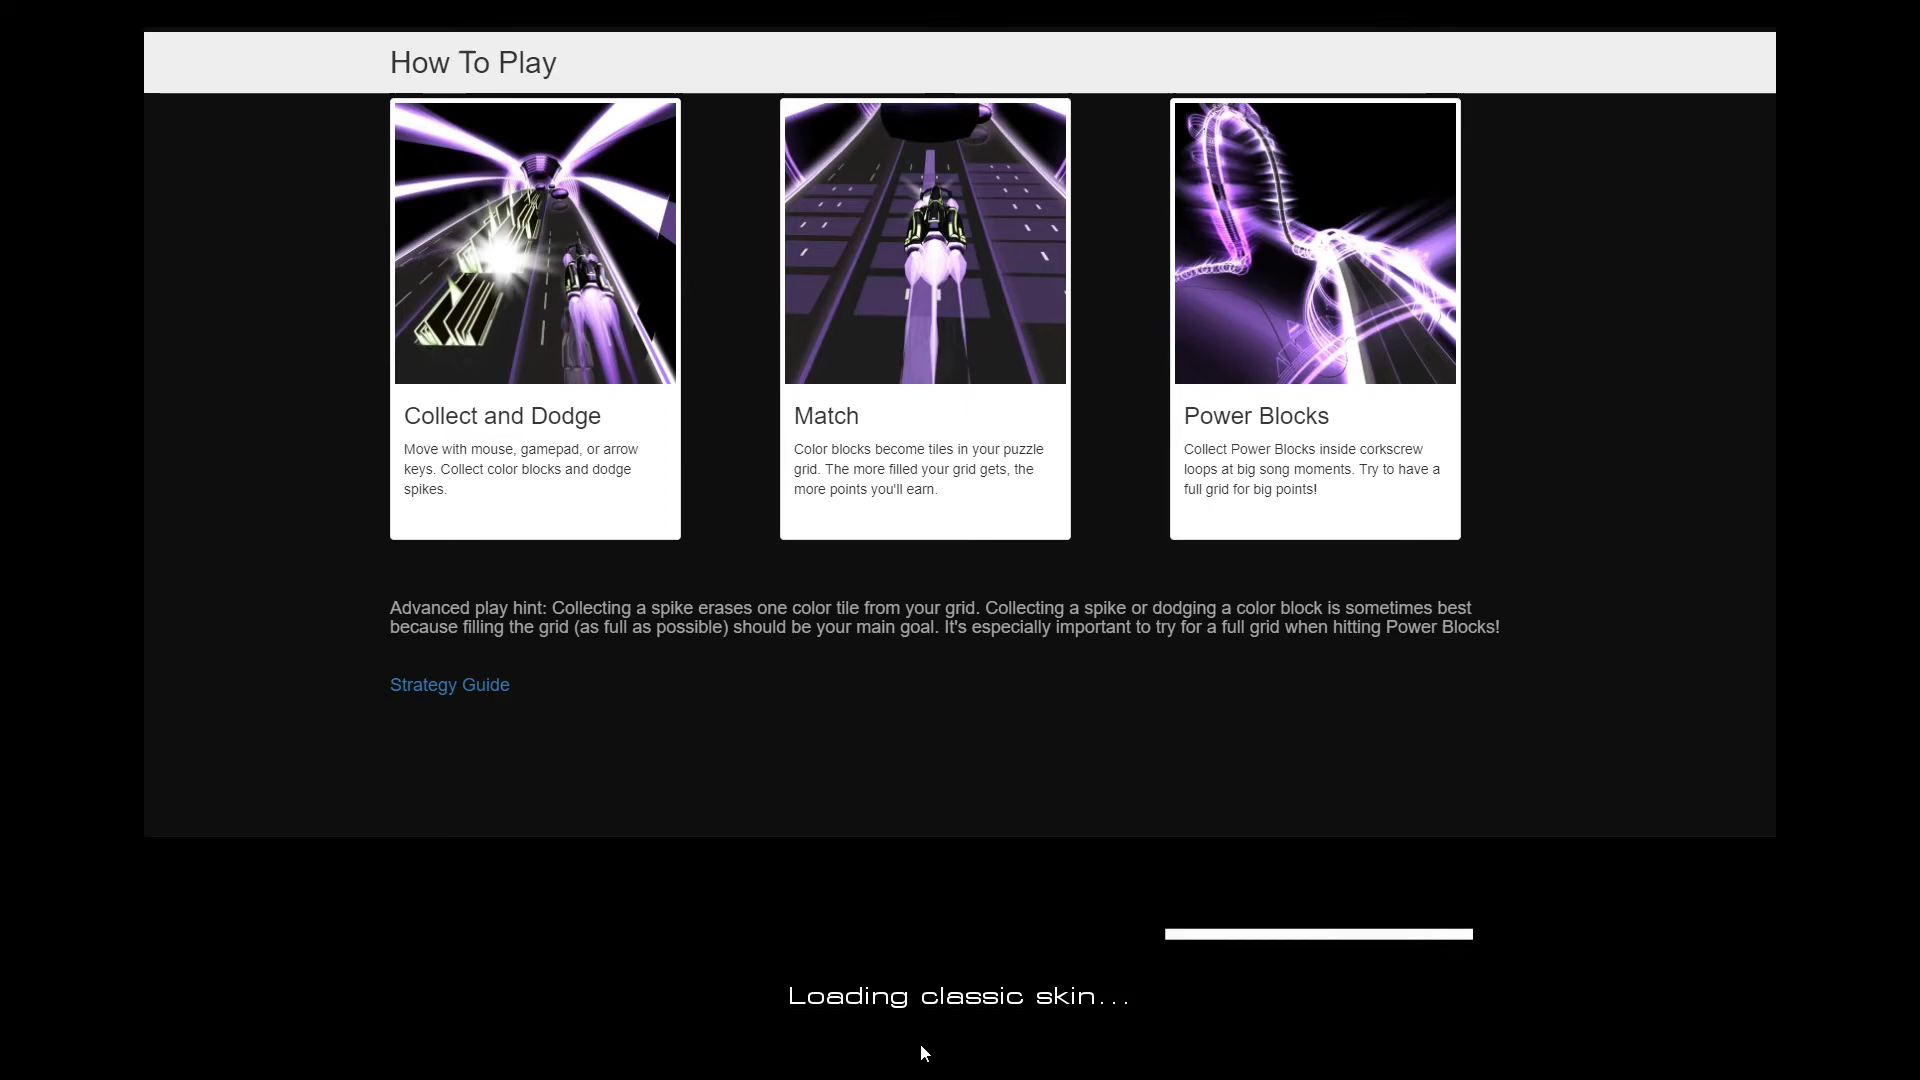 How To Play
Collect and Dodge
Move with mouse, gamepad, or arrow
keys. Collect color blocks and dodge
spikes.
Match
Color blocks become tiles in your puzzle
grid. The more filled your grid gets, the
more points you'll earn.
Power Blocks
Collect Power Blocks inside corkscrew
loops at big song moments. Try to have a
full grid for big points!
Advanced play hint: Collecting a spike erases one color tile from your grid. Collecting a spike or dodging a color block is sometimes best
because filling the grid (as full as possible) should be your main goal. It's especially important to try for a full grid when hitting Power Blocks!
Strategy Guide
Loading classic skin...